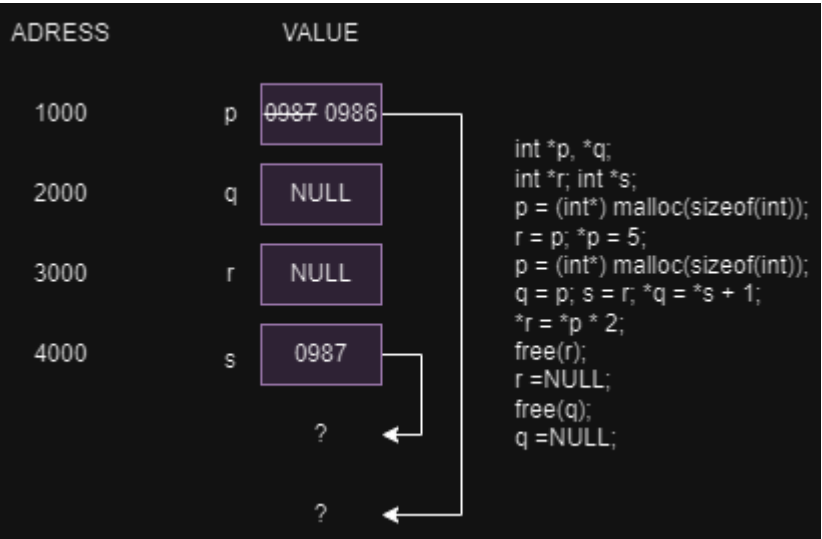 ADRESS VALUE
1000 p 0987 0986
2000 q NULL
3000 r NULL
4000 s 0987
?
?
int *p, *q;
int *r; int *s;
p = (int*) malloc(sizeof(int));
r = p; *p = 5;
p = (int*) malloc(sizeof(int));
q = p; s = r; *q = *s + 1;
*r = *p * 2;
free(r);
r =NULL;
free(q);
q =NULL;